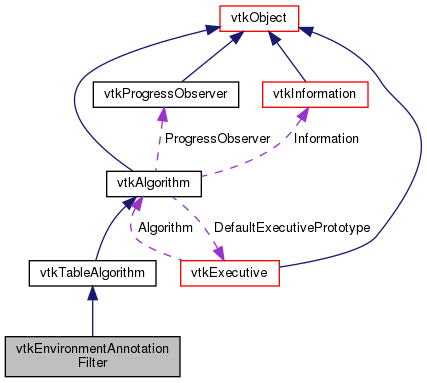 vtkObject
vtkProgressObserver
vtkInformation
ProgressObserver
Information
vtkAlgorithm
Algorithm
DefaultExecutivePrototype
vtkTableAlgorithm
vtkExecutive
vtkEnvironmentAnnotation
Filter